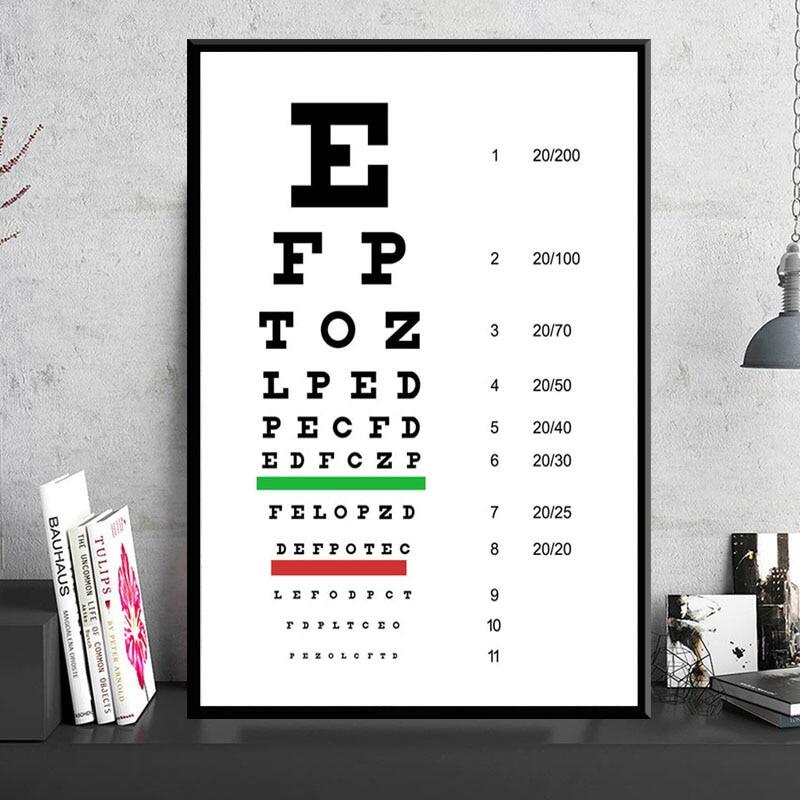 E 1 20/200
F P 2 20/100
T O Z 3 20/70
L P E D 4 20/50
P E C F D 5 20/40
E D F C Z P 6 20/30
F E L O P Z D 7 20/25
D E F P O T E C 8 20/20
L E F O D P C T 9
F D P L T C E O 10
P E Z O L C F T D 11
BAUHAUS
MAGDALENA DROSTE
TASCHEN
THE UNCOMMON LIFE OF COMMON OBJECTS
TULIPS
BY PETER ARNOLD